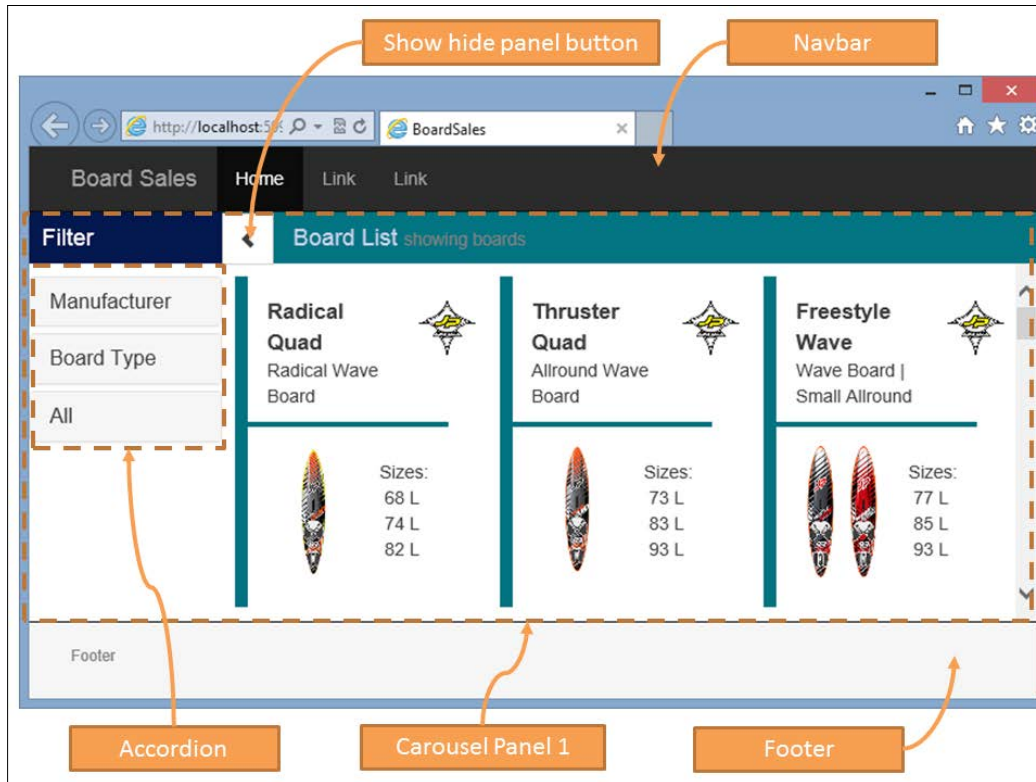 Show hide panel button
Navbar
http://localhost:5
BoardSales
Board Sales
Home
Link
Link
Filter
Board List showing boards
Manufacturer
Board Type
All
Radical
Quad
Radical Wave
Board
Sizes:
68 L
74 L
82 L
Thruster
Quad
Allround Wave
Board
Sizes:
73 L
83 L
93 L
Freestyle
Wave
Wave Board |
Small Allround
Sizes:
77 L
85 L
93 L
Footer
Accordion
Carousel Panel 1
Footer